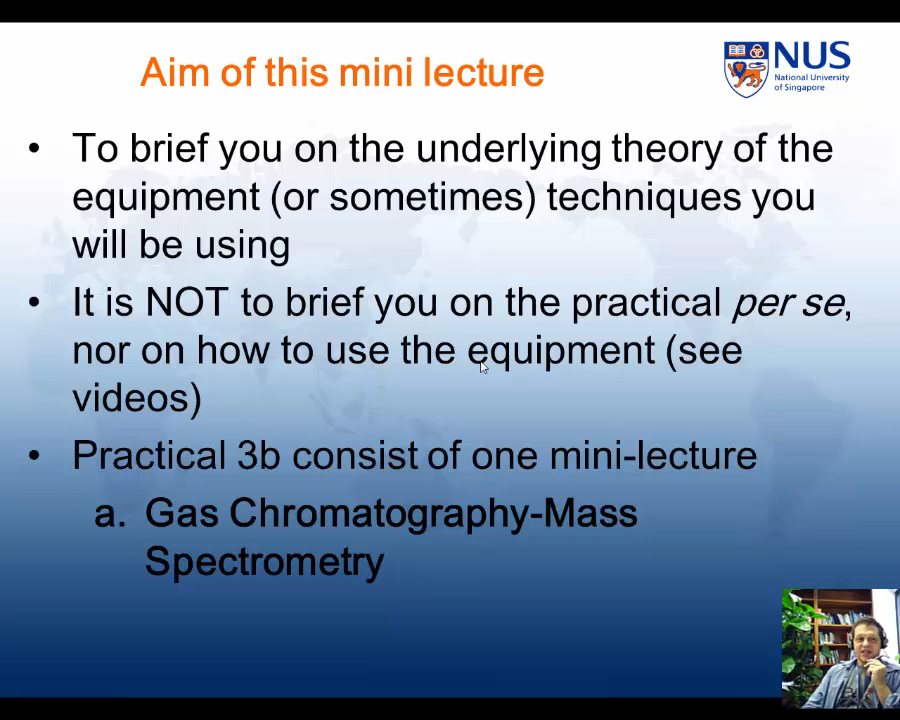 Aim of this mini lecture
NUS
National University
of Singapore
• To brief you on the underlying theory of the
equipment (or sometimes) techniques you
will be using
• It is NOT to brief you on the practical per se,
nor on how to use the equipment (see
videos)
• Practical 3b consist of one mini-lecture
a. Gas Chromatography-Mass
Spectrometry